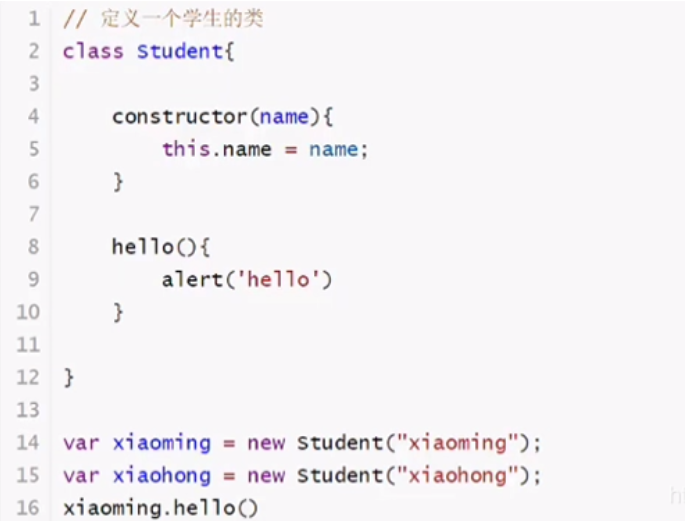 1 // 定义一个学生的类
2 class Student{
3
4     constructor(name){
5         this.name = name;
6     }
7
8     hello(){
9         alert('hello')
10     }
11
12 }
13
14 var xiaoming = new Student("xiaoming");
15 var xiaohong = new Student("xiaohong");
16 xiaoming.hello()